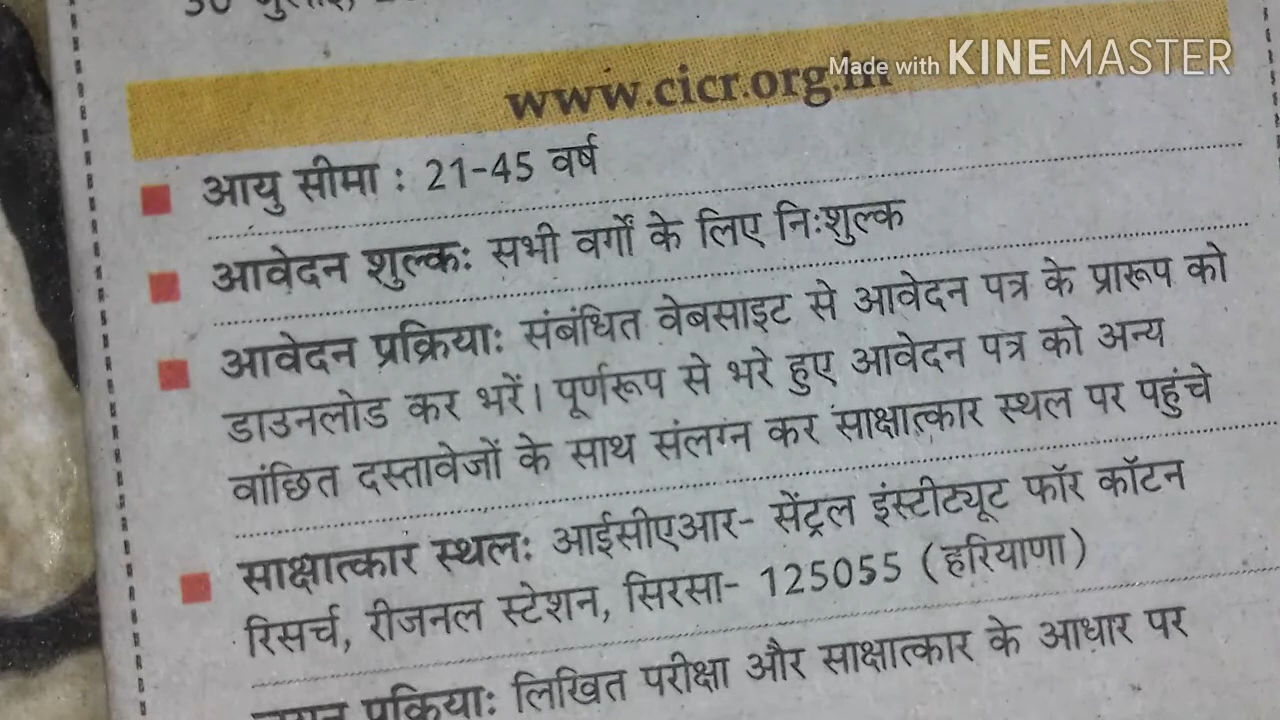 30 जुलाई,
www.cicr.org.in
Made with KINEMASTER
आयु सीमा : 21-45 वर्ष
आवेदन शुल्क: सभी वर्गों के लिए नि:शुल्क
आवेदन प्रक्रिया: संबंधित वेबसाइट से आवेदन पत्र के प्रारूप को
डाउनलोड कर भरें। पूर्णरूप से भरे हुए आवेदन पत्र को अन्य
वांछित दस्तावेजों के साथ संलग्न कर साक्षात्कार स्थल पर पहुंचे
साक्षात्कार स्थल: आईसीएआर- सेंट्रल इंस्टीट्यूट फॉर कॉटन
रिसर्च, रीजनल स्टेशन, सिरसा- 125055 (हरियाणा)
प्रक्रिया: लिखित परीक्षा और साक्षात्कार के आधार पर